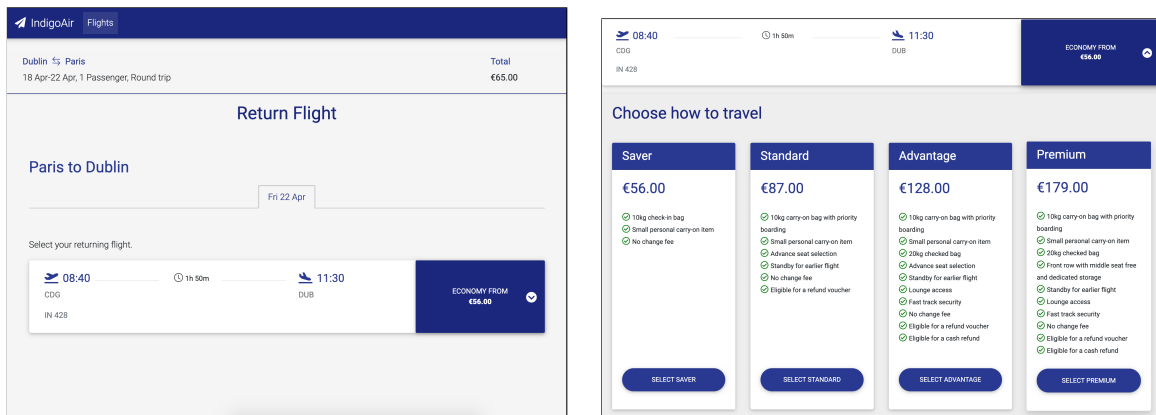 IndigoAir Flights
Dublin ⇆ Paris
Total
18 Apr-22 Apr, 1 Passenger, Round trip
€65.00
Return Flight
Paris to Dublin
Fri 22 Apr
Select your returning flight.
08:40
1h 50m
11:30
CDG
DUB
IN 428
ECONOMY FROM
€56.00
08:40
1h 50m
11:30
CDG
DUB
IN 428
ECONOMY FROM
€56.00
Choose how to travel
Saver
€56.00
10kg check-in bag
Small personal carry-on item
No change fee
SELECT SAVER
Standard
€87.00
10kg carry-on bag with priority
boarding
Small personal carry-on item
Advance seat selection
Standby for earlier flight
No change fee
Eligible for a refund voucher
SELECT STANDARD
Advantage
€128.00
10kg carry-on bag with priority
boarding
Small personal carry-on item
20kg checked bag
Advance seat selection
Standby for earlier flight
Lounge access
Fast track security
No change fee
Eligible for a refund voucher
Eligible for a cash refund
SELECT ADVANTAGE
Premium
€179.00
10kg carry-on bag with priority
boarding
Small personal carry-on item
20kg checked bag
Front row with middle seat free
and dedicated storage
Standby for earlier flight
Lounge access
Fast track security
No change fee
Eligible for a refund voucher
Eligible for a cash refund
SELECT PREMIUM